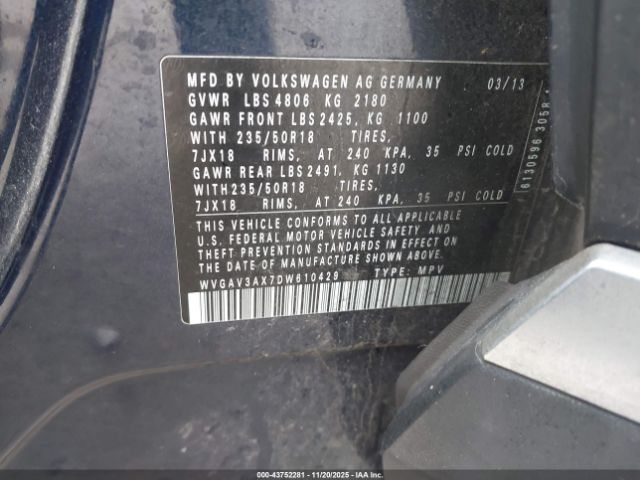 MFD BY VOLKSWAGEN AG GERMANY 03/13
GVWR LBS 4806 KG 2180
GAWR FRONT LBS 2425, KG 1100
WITH 235/50R18 TIRES,
7JX18 RIMS, AT 240 KPA, 35 PSI COLD
GAWR REAR LBS 2491, KG 1130
WITH 235/50R18 TIRES,
7JX18 RIMS, AT 240 KPA, 35 PSI COLD
THIS VEHICLE CONFORMS TO ALL APPLICABLE
U.S. FEDERAL MOTOR VEHICLE SAFETY AND
THEFT PREVENTION STANDARDS IN EFFECT ON
THE DATE OF MANUFACTURE SHOWN ABOVE.
WVGAV3AX7DW610429 TYPE: MPV
6130596 305R
000-43752281 - 11/20/2025 - IAAI.COM